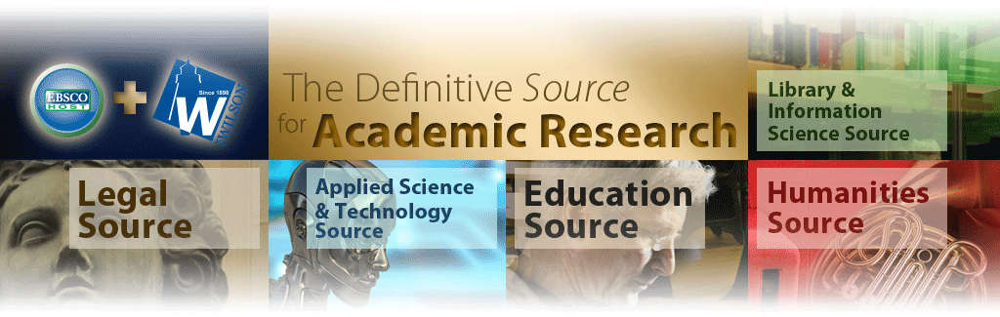 EBSCO
HOST
+
Since 1898
W
WILSON
The Definitive Source
for Academic Research
Library &
Information
Science Source
Legal
Source
Applied Science
& Technology
Source
Education
Source
Humanities
Source